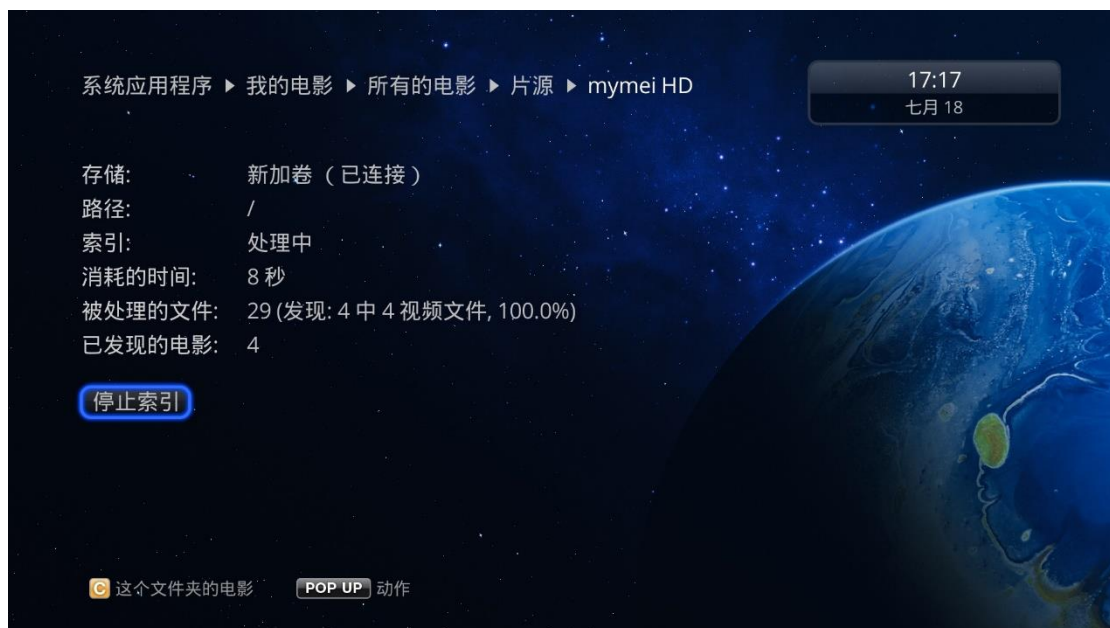 系统应用程序 ▶ 我的电影 ▶ 所有的电影 ▶ 片源 ▶ mymei HD
17:17
七月 18
存储: 新加卷 (已连接)
路径: /
索引: 处理中
消耗的时间: 8 秒
被处理的文件: 29 (发现: 4 中 4 视频文件, 100.0%)
已发现的电影: 4
停止索引
C 这个文件夹的电影 POP UP 动作